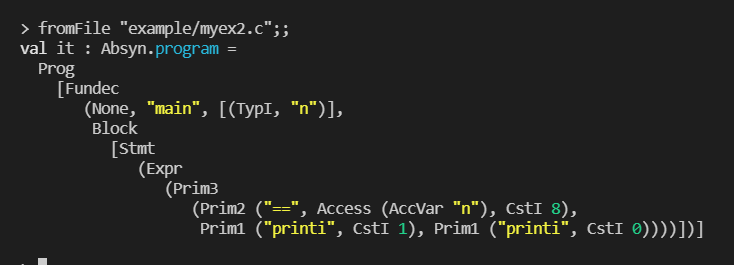 > fromFile "example/myex2.c";;
val it : Absyn.program =
  Prog
    [Fundec
       (None, "main", [(TypI, "n")],
        Block
          [Stmt
             (Expr
                (Prim3
                   (Prim2 ("==", Access (AccVar "n"), CstI 8),
                    Prim1 ("printi", CstI 1), Prim1 ("printi", CstI 0))))])]
>